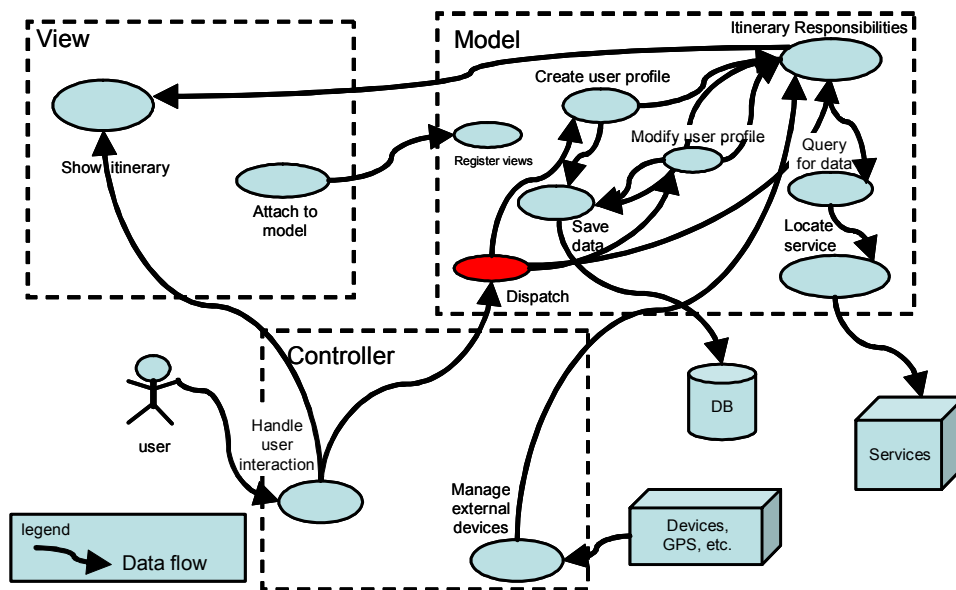 View
Show itinerary
Attach to
model
Model
Itinerary Responsibilities
Create user profile
Modify user profile
Register views
Query
for data
Save
data
Locate
service
Dispatch
Controller
user
Handle
user
interaction
Manage
external
devices
DB
Services
Devices,
GPS, etc.
legend
Data flow